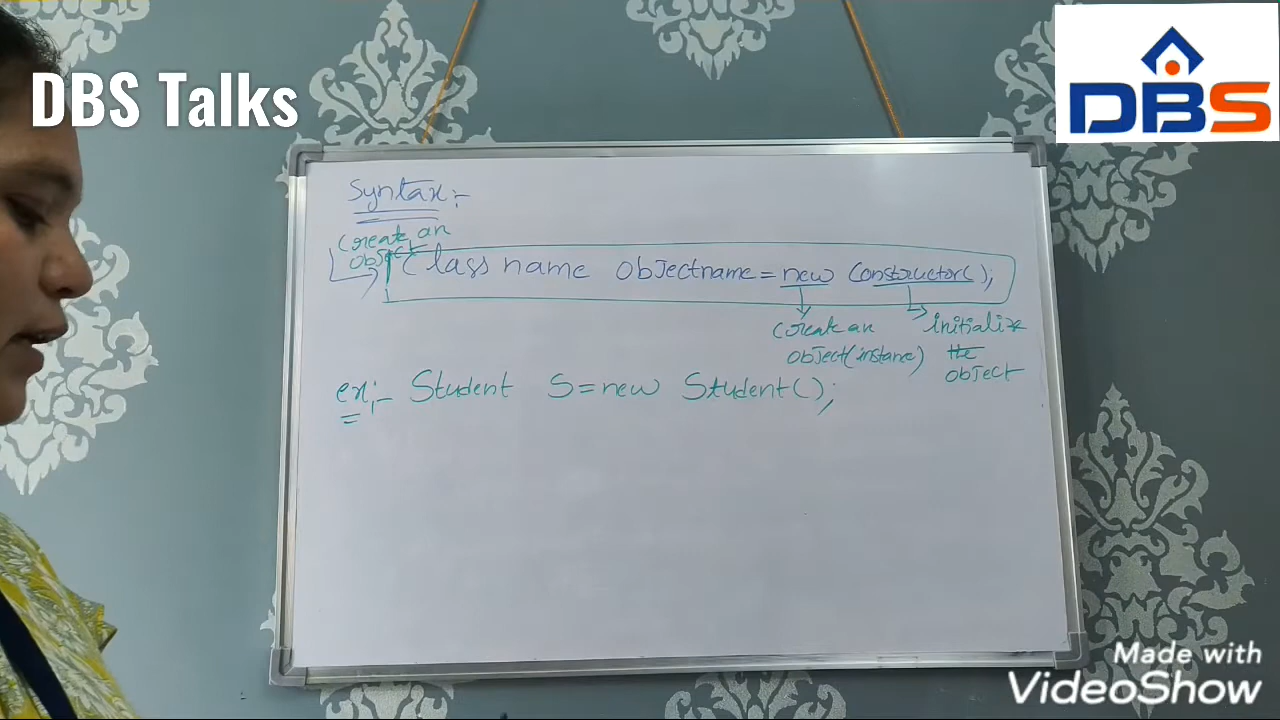 DBS Talks
DBS
Syntax:-
Create an
object
Class name objectname = new Constructor();
Create an
object(instance)
initialize
the
object
ex:- Student S = new Student();
Made with
VideoShow